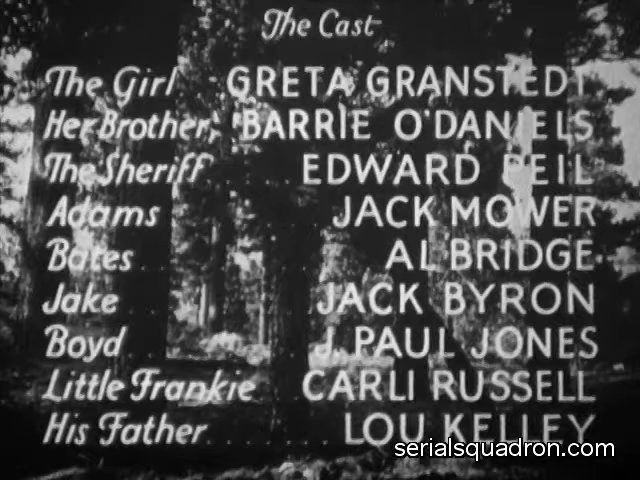 The Cast
The Girl GRETA GRANSTEDT
Her Brother, BARRIE O'DANIELS
The Sheriff ... EDWARD PEIL
Adams ... JACK MOWER
Bates ... AL BRIDGE
Jake ... JACK BYRON
Boyd ... J. PAUL JONES
Little Frankie ... CARLI RUSSELL
His Father ... LOU KELLEY
serialsquadron.com